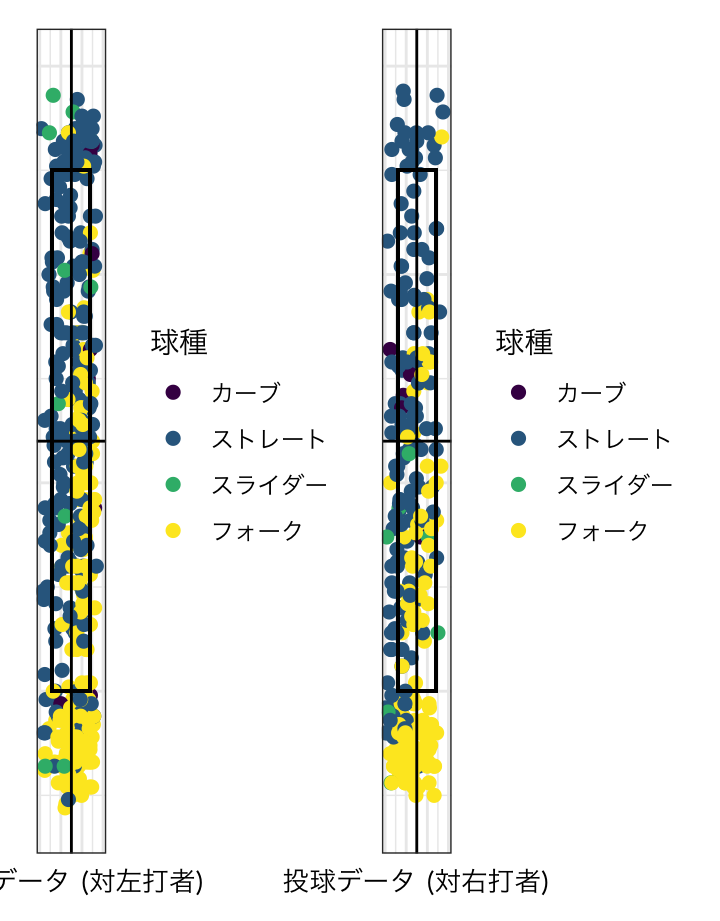 球種
カーブ
ストレート
スライダー
フォーク
データ (対左打者)
球種
カーブ
ストレート
スライダー
フォーク
投球データ (対右打者)